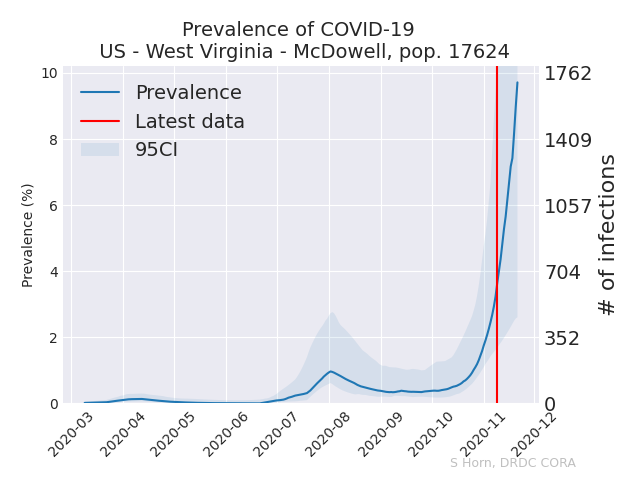 Prevalence of COVID-19
US - West Virginia - McDowell, pop. 17624
Prevalence
Latest data
95CI
10
8
6
4
2
0
Prevalence (%)
1762
1409
1057
704
352
0
# of infections
2020-03
2020-04
2020-05
2020-06
2020-07
2020-08
2020-09
2020-10
2020-11
2020-12
S Horn, DRDC CORA